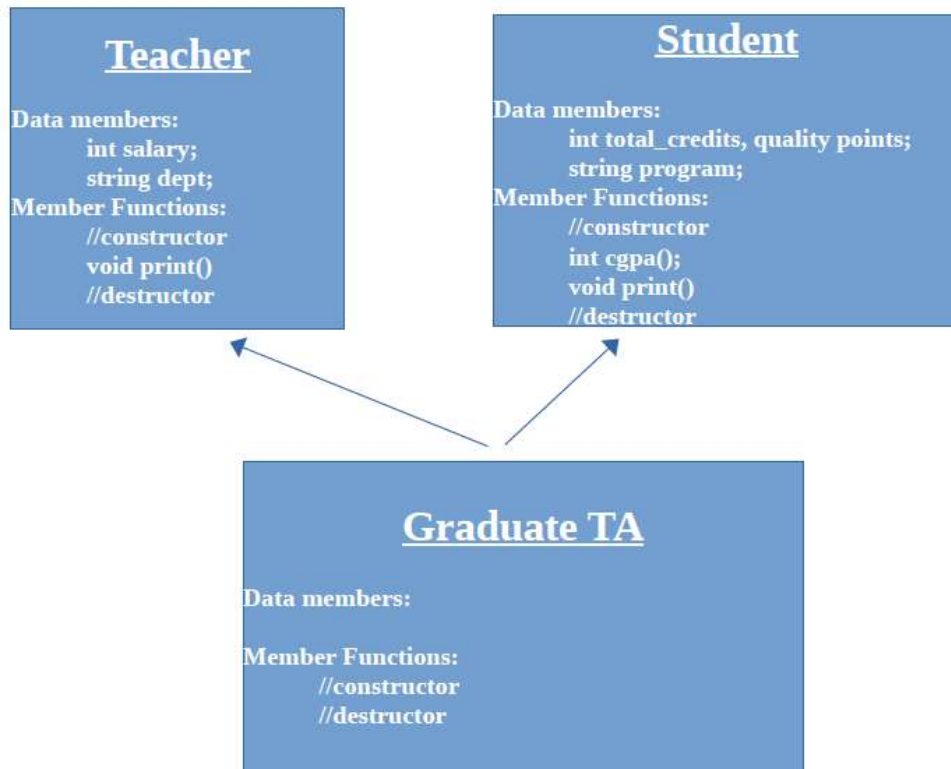 Teacher
Data members:
int salary;
string dept;
Member Functions:
//constructor
void print()
//destructor
Student
Data members:
int total_credits, quality points;
string program;
Member Functions:
//constructor
int cgpa();
void print()
//destructor
Graduate TA
Data members:
Member Functions:
//constructor
//destructor